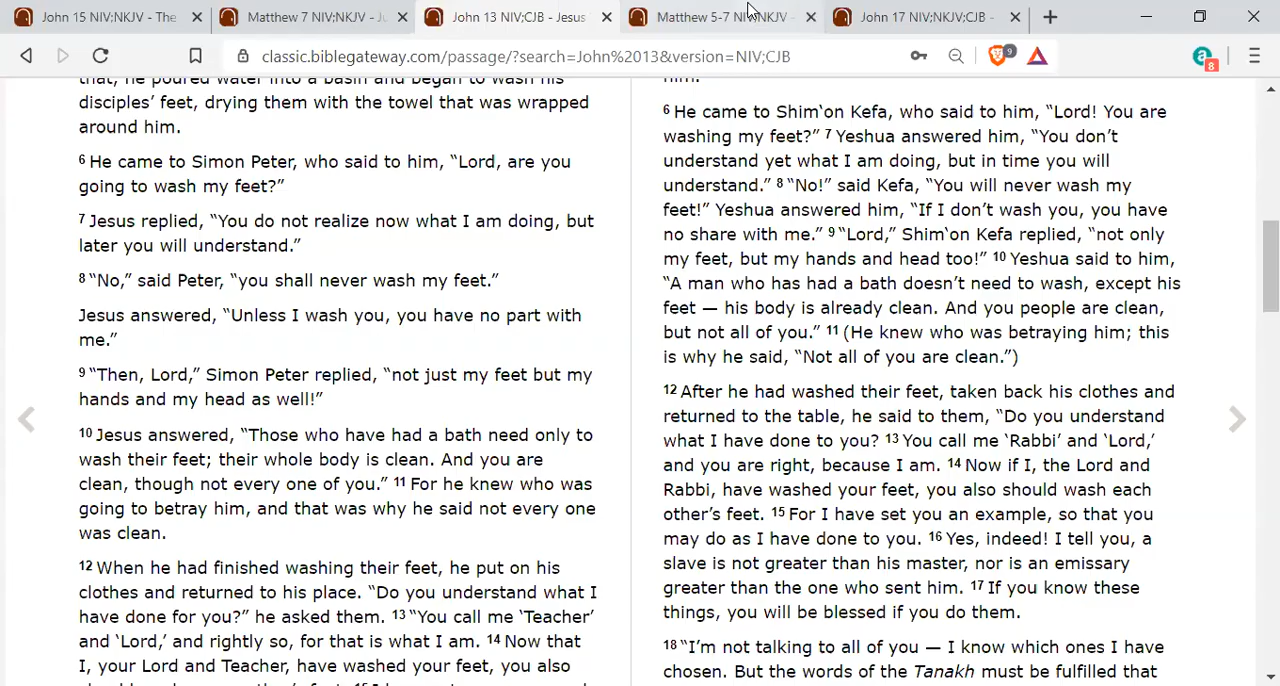 John 15 NIV;NKJV - The
Matthew 7 NIV;NKJV - Ju
John 13 NIV;CJB - Jesus
Matthew 5-7 NIV;NKJV -
John 17 NIV;NKJV;CJB -
classic.biblegateway.com/passage/?search=John%2013&version=NIV;CJB
9
a
8
that, he poured water into a basin and began to wash his
disciples’ feet, drying them with the towel that was wrapped
around him.
6 He came to Simon Peter, who said to him, “Lord, are you
going to wash my feet?”
7 Jesus replied, “You do not realize now what I am doing, but
later you will understand.”
8 “No,” said Peter, “you shall never wash my feet.”
Jesus answered, “Unless I wash you, you have no part with
me.”
9 “Then, Lord,” Simon Peter replied, “not just my feet but my
hands and my head as well!”
10 Jesus answered, “Those who have had a bath need only to
wash their feet; their whole body is clean. And you are
clean, though not every one of you.” 11 For he knew who was
going to betray him, and that was why he said not every one
was clean.
12 When he had finished washing their feet, he put on his
clothes and returned to his place. “Do you understand what I
have done for you?” he asked them. 13 “You call me ‘Teacher’
and ‘Lord,’ and rightly so, for that is what I am. 14 Now that
I, your Lord and Teacher, have washed your feet, you also
him.
6 He came to Shim‘on Kefa, who said to him, “Lord! You are
washing my feet?” 7 Yeshua answered him, “You don’t
understand yet what I am doing, but in time you will
understand.” 8 “No!” said Kefa, “You will never wash my
feet!” Yeshua answered him, “If I don’t wash you, you have
no share with me.” 9 “Lord,” Shim‘on Kefa replied, “not only
my feet, but my hands and head too!” 10 Yeshua said to him,
“A man who has had a bath doesn’t need to wash, except his
feet — his body is already clean. And you people are clean,
but not all of you.” 11 (He knew who was betraying him; this
is why he said, “Not all of you are clean.”)
12 After he had washed their feet, taken back his clothes and
returned to the table, he said to them, “Do you understand
what I have done to you? 13 You call me ‘Rabbi’ and ‘Lord,’
and you are right, because I am. 14 Now if I, the Lord and
Rabbi, have washed your feet, you also should wash each
other’s feet. 15 For I have set you an example, so that you
may do as I have done to you. 16 Yes, indeed! I tell you, a
slave is not greater than his master, nor is an emissary
greater than the one who sent him. 17 If you know these
things, you will be blessed if you do them.
18 “I’m not talking to all of you — I know which ones I have
chosen. But the words of the Tanakh must be fulfilled that